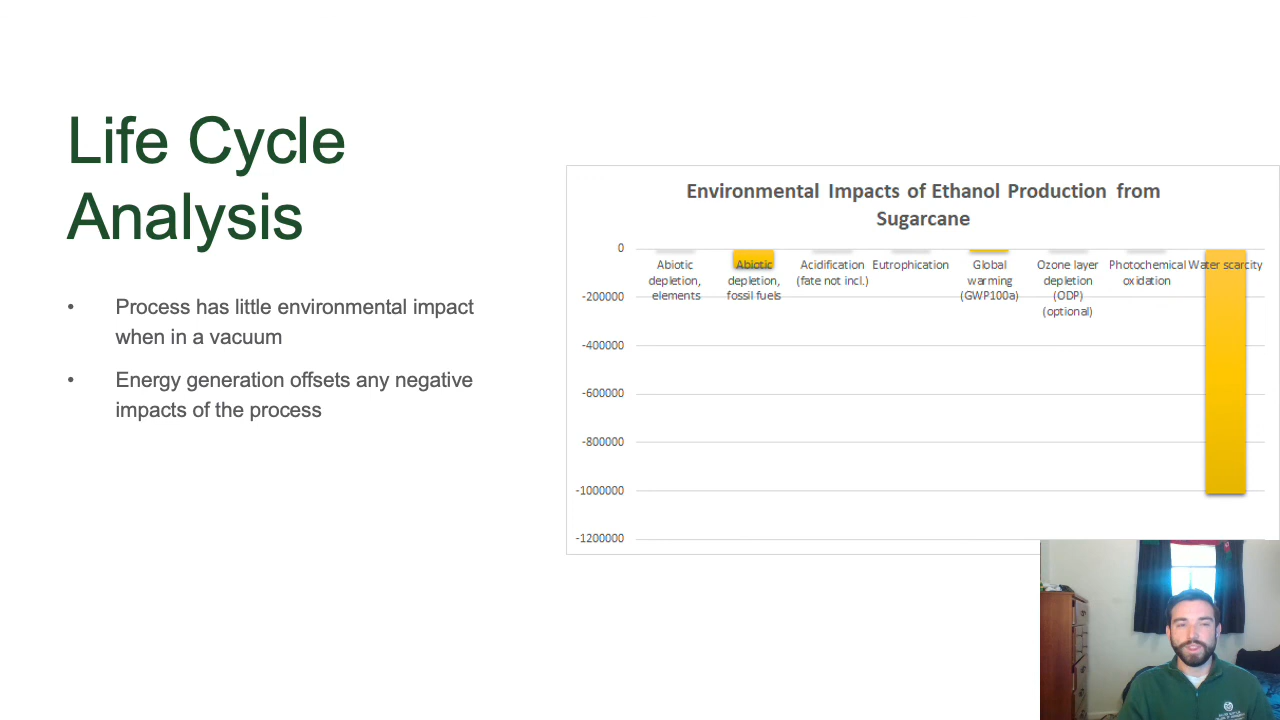 Life Cycle
Analysis
• Process has little environmental impact
when in a vacuum
• Energy generation offsets any negative
impacts of the process
Environmental Impacts of Ethanol Production from
Sugarcane
0
-200000
-400000
-600000
-800000
-1000000
-1200000
Abiotic
depletion,
elements
Abiotic
depletion,
fossil fuels
Acidification
(fate not incl.)
Eutrophication
Global
warming
(GWP100a)
Ozone layer
depletion
(ODP)
(optional)
Photochemical
oxidation
Water scarcity